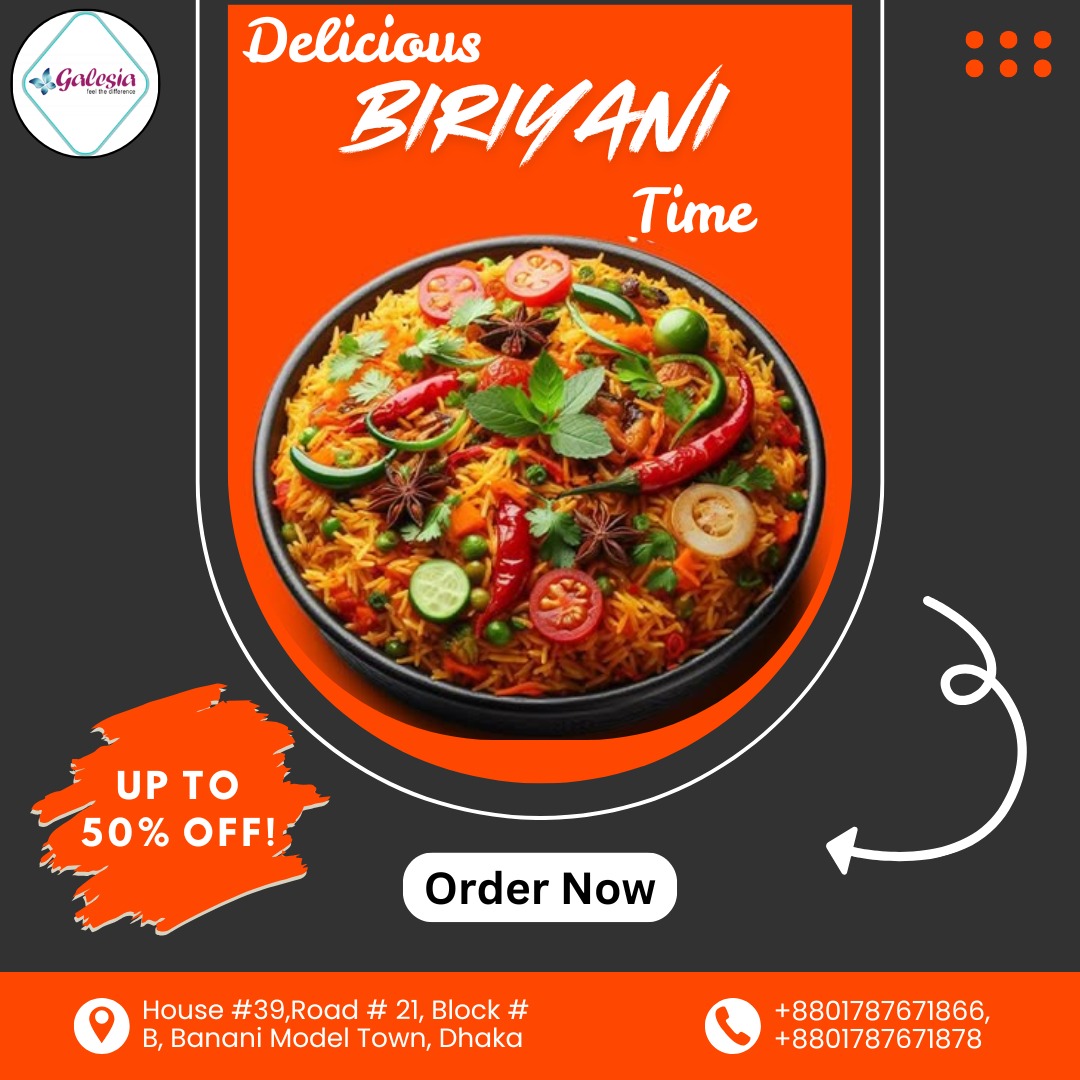 Galesia
feel the difference
Delicious
BIRIYANI
Time
UP TO
50% OFF!
Order Now
House #39,Road # 21, Block #
B, Banani Model Town, Dhaka
+8801787671866,
+8801787671878